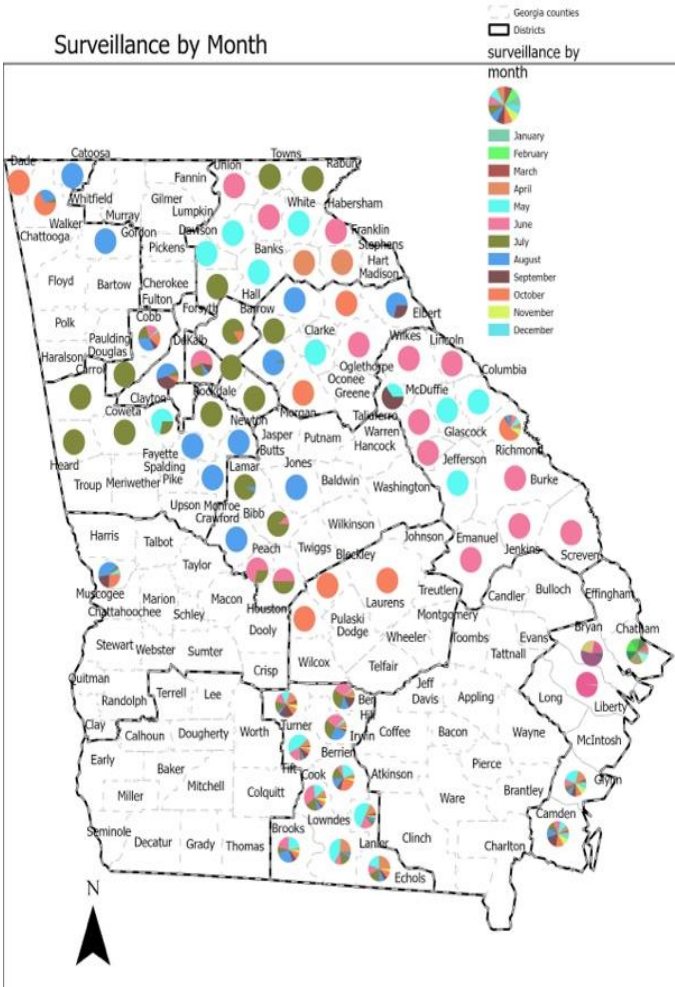 Georgia counties
Districts
Surveillance by Month
surveillance by
month
January
February
March
April
May
June
July
August
September
October
November
December
Catoosa
Dade
Towns
Union
Rabun
Fannin
Whitfield
Gilmer
White
Habersham
Walker
Murray
Lumpkin
Chattooga
Gordon
Dawson
Franklin
Pickens
Banks
Stephens
Hart
Floyd
Bartow
Cherokee
Hall
Madison
Fulton
Forsyth
Barrow
Elbert
Polk
Cobb
Clarke
Paulding
DeKalb
Wilkes
Lincoln
Douglas
Haralson
Oglethorpe
Carrol
Oconee
Columbia
Clayton
Rockdale
Greene
McDuffie
Coweta
Newton
Morgan
Taliaferro
Glascock
Fayette
Jasper
Putnam
Warren
Richmond
Heard
Spalding
Butts
Hancock
Jefferson
Troup
Meriwether
Pike
Lamar
Jones
Baldwin
Washington
Burke
Upson
Monroe
Crawford
Bibb
Wilkinson
Harris
Talbot
Johnson
Emanuel
Jenkins
Screven
Peach
Twiggs
Bleckley
Taylor
Muscogee
Marion
Macon
Houston
Laurens
Treutlen
Candler
Bulloch
Effingham
Chattahoochee
Schley
Pulaski
Montgomery
Dooly
Dodge
Bryan
Chatham
Stewart
Webster
Sumter
Wheeler
Toombs
Evans
Tattnall
Crisp
Wilcox
Telfair
Quitman
Randolph
Terrell
Lee
Jeff
Davis
Appling
Long
Liberty
Clay
Calhoun
Dougherty
Worth
Turner
Ben
Hill
Irwin
Coffee
Bacon
Wayne
McIntosh
Early
Baker
Tift
Berrien
Pierce
Miller
Mitchell
Colquitt
Cook
Atkinson
Ware
Brantley
Glynn
Seminole
Decatur
Grady
Thomas
Brooks
Lowndes
Lanier
Clinch
Camden
Charlton
Echols
N